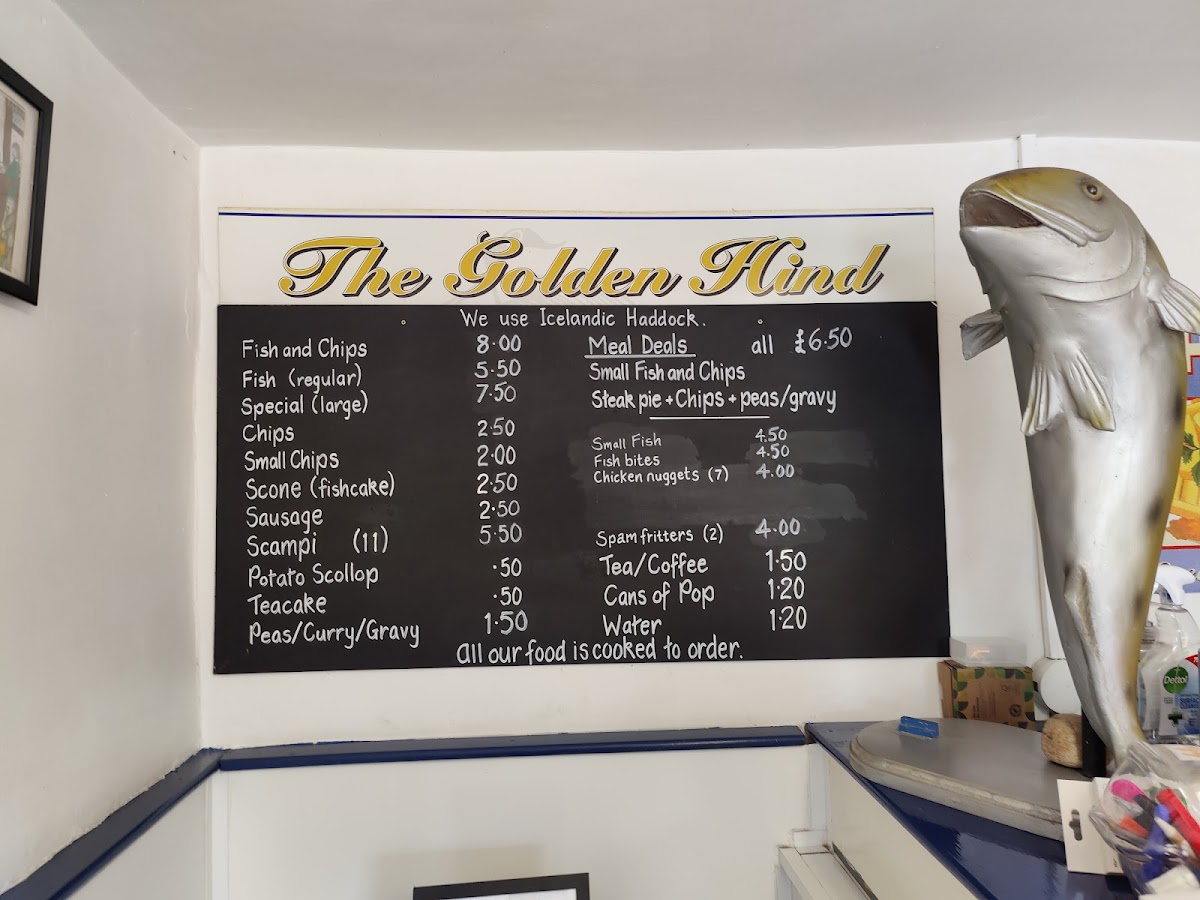 The Golden Hind
We use Icelandic Haddock.
Fish and Chips 8.00
Fish (regular) 5.50
Special (large) 7.50
Chips 2.50
Small Chips 2.00
Scone (fishcake) 2.50
Sausage 2.50
Scampi (11) 5.50
Potato Scollop .50
Teacake .50
Peas/Curry/Gravy 1.50
Meal Deals all £6.50
Small Fish and Chips
Steak pie + Chips + peas/gravy
Small Fish 4.50
Fish bites 4.50
Chicken nuggets (7) 4.00
Spam fritters (2) 4.00
Tea/Coffee 1.50
Cans of Pop 1.20
Water 1.20
all our food is cooked to order.
Dettol